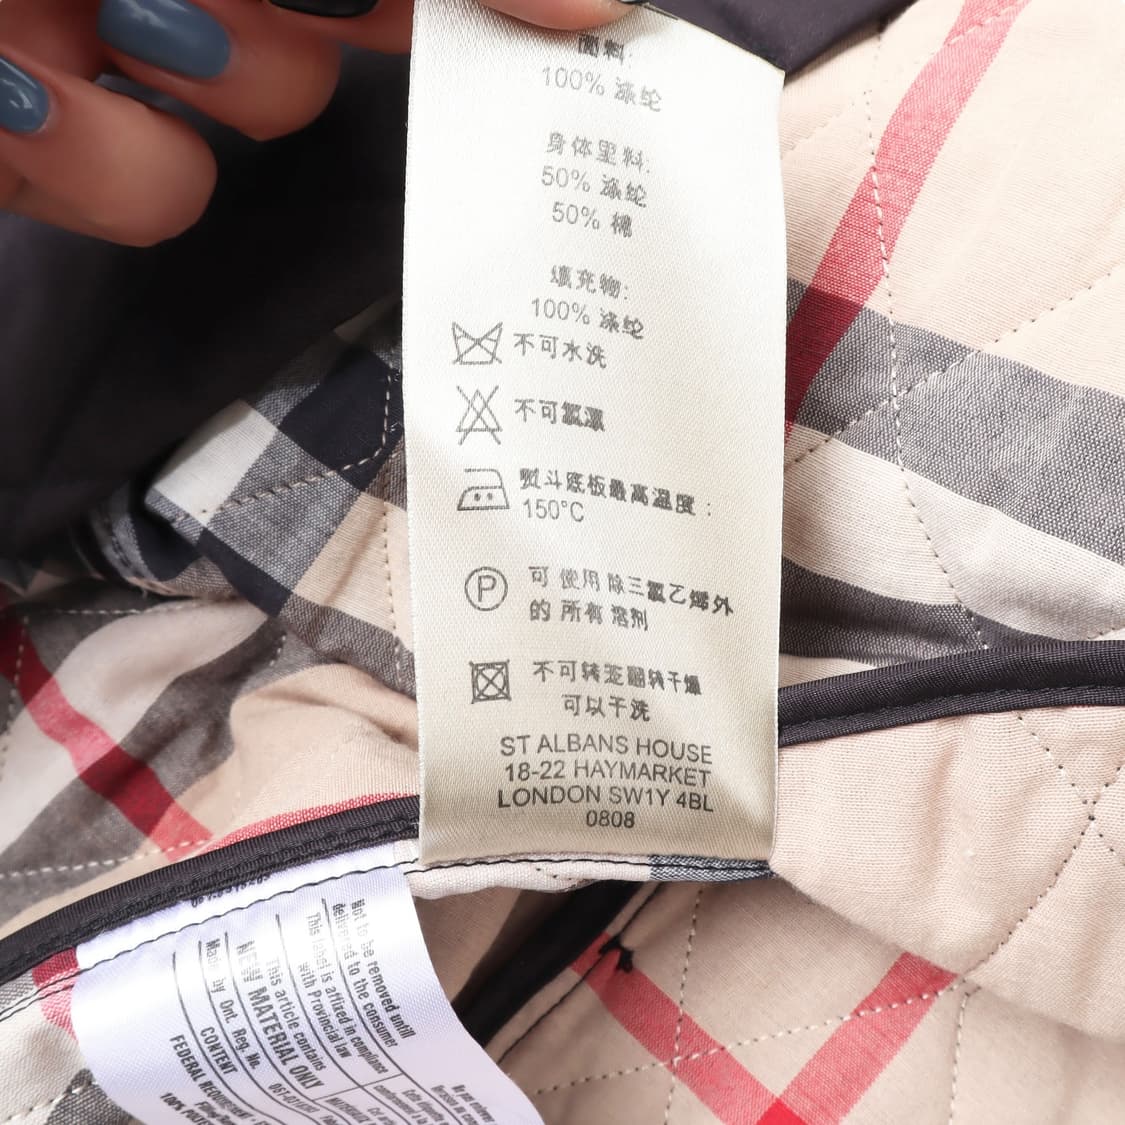 面料:
100% 涤纶
身体里料:
50% 涤纶
50% 棉
填充物:
100% 涤纶
不可水洗
不可氯漂
熨斗底板最高温度：
150°C
P
可使用除三氯乙烯外
的所有溶剂
不可转笼翻转干燥
可以干洗
ST ALBANS HOUSE
18-22 HAYMARKET
LONDON SW1Y 4BL
0808
Not to be removed until
delivered to the consumer
This label is affixed in compliance
with Provincial law
This article contains
NEW MATERIAL ONLY
Made by Ont. Reg. No.
CONTENT